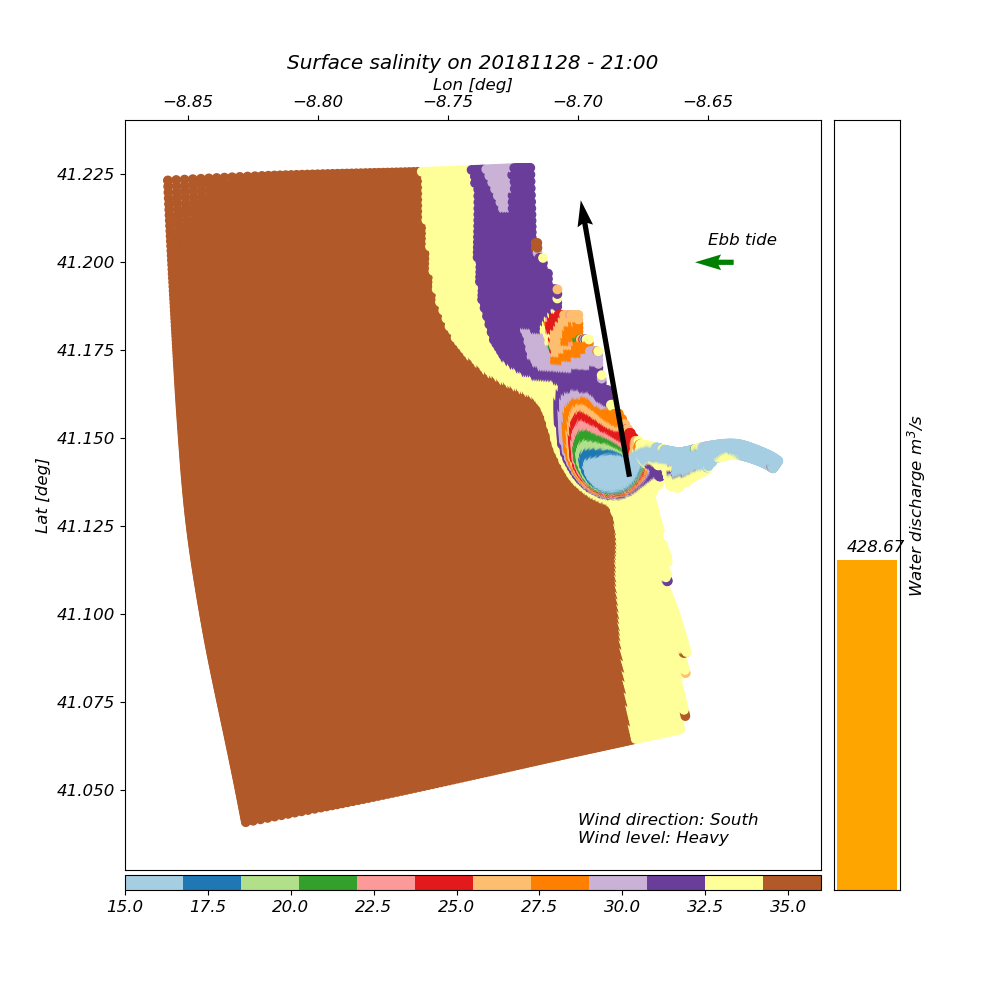 Surface salinity on 20181128 - 21:00
Lon [deg]
−8.85 −8.80 −8.75 −8.70 −8.65
41.225
41.200
41.175
41.150
41.125
41.100
41.075
41.050
Lat [deg]
Ebb tide
Wind direction: South
Wind level: Heavy
428.67
Water discharge m³/s
15.0 17.5 20.0 22.5 25.0 27.5 30.0 32.5 35.0